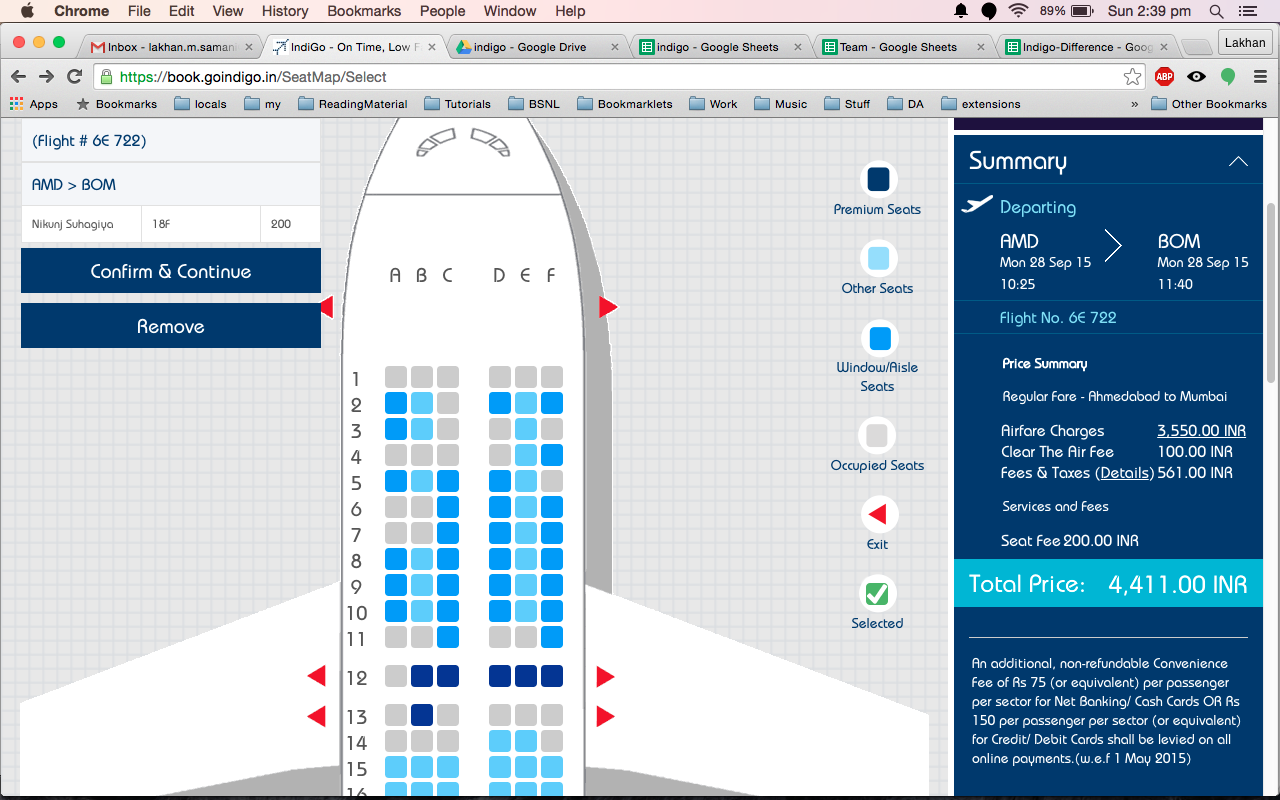 Chrome File Edit View History Bookmarks People Window Help 89% Sun 2:39 pm
Inbox - lakhan.m.samani IndiGo - On Time, Low F indigo - Google Drive indigo - Google Sheets Team - Google Sheets Indigo-Difference - Goog Lakhan
https://book.goindigo.in/SeatMap/Select ABP
Apps Bookmarks locals my ReadingMaterial Tutorials BSNL Bookmarklets Work Music Stuff DA extensions » Other Bookmarks
(Flight # 6E 722)
AMD > BOM
Nikunj Suhagiya 18F 200
Confirm & Continue
Remove
A B C D E F
1
2
3
4
5
6
7
8
9
10
11
12
13
14
15
16
Premium Seats
Other Seats
Window/Aisle
Seats
Occupied Seats
Exit
Selected
Summary
Departing
AMD BOM
Mon 28 Sep 15 Mon 28 Sep 15
10:25 11:40
Flight No. 6E 722
Price Summary
Regular Fare - Ahmedabad to Mumbai
Airfare Charges 3,550.00 INR
Clear The Air Fee 100.00 INR
Fees & Taxes (Details) 561.00 INR
Services and Fees
Seat Fee 200.00 INR
Total Price: 4,411.00 INR
An additional, non-refundable Convenience
Fee of Rs 75 (or equivalent) per passenger
per sector for Net Banking/ Cash Cards OR Rs
150 per passenger per sector (or equivalent)
for Credit/ Debit Cards shall be levied on all
online payments.(w.e.f 1 May 2015)